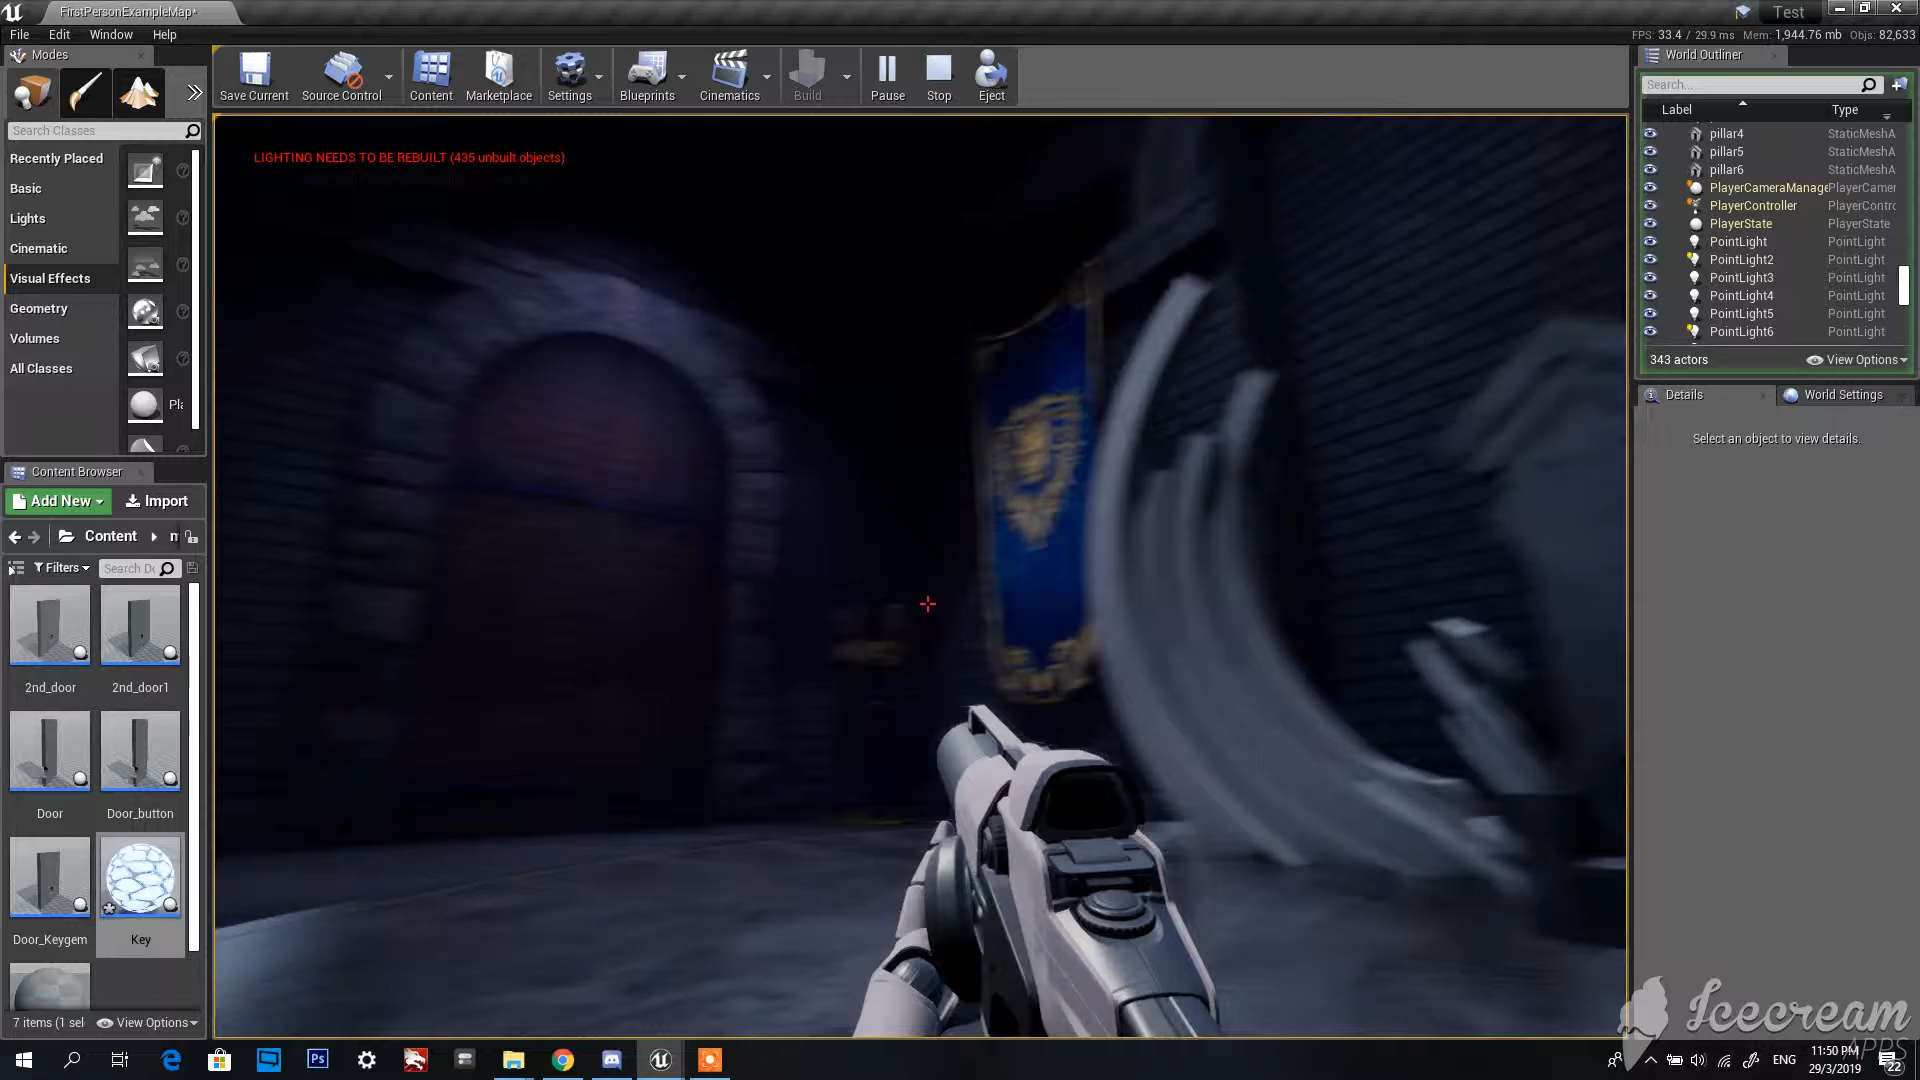 FirstPersonExampleMap*
Test
File Edit Window Help
FPS: 33.4 / 29.9 ms Mem: 1,944.76 mb Objs: 82,633
Modes
Save Current
Source Control
Content
Marketplace
Settings
Blueprints
Cinematics
Build
Pause
Stop
Eject
World Outliner
Search...
Label Type
Search Classes
Recently Placed
Basic
Lights
Cinematic
Visual Effects
Geometry
Volumes
All Classes
LIGHTING NEEDS TO BE REBUILT (435 unbuilt objects)
pillar4 StaticMeshA
pillar5 StaticMeshA
pillar6 StaticMeshA
PlayerCameraManage PlayerCamer
PlayerController PlayerContro
PlayerState PlayerState
PointLight PointLight
PointLight2 PointLight
PointLight3 PointLight
PointLight4 PointLight
PointLight5 PointLight
PointLight6 PointLight
343 actors View Options
Details
World Settings
Select an object to view details.
Content Browser
Add New Import
Content
Filters
2nd_door 2nd_door1
Door Door_button
Door_Keygem Key
7 items (1 sel View Options
Icecream
APPS
Ps
ENG
11:50 PM
29/3/2019
22